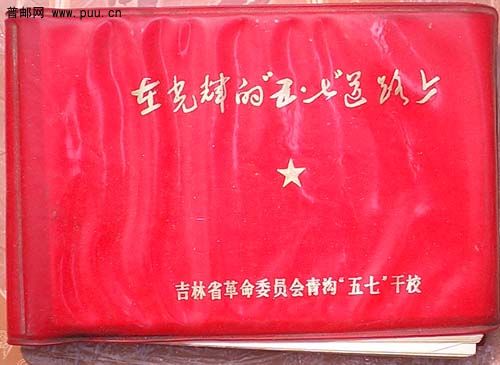 普邮网 www.puu.cn
在光辉的"五·七"道路上
吉林省革命委员会青沟"五七"干校